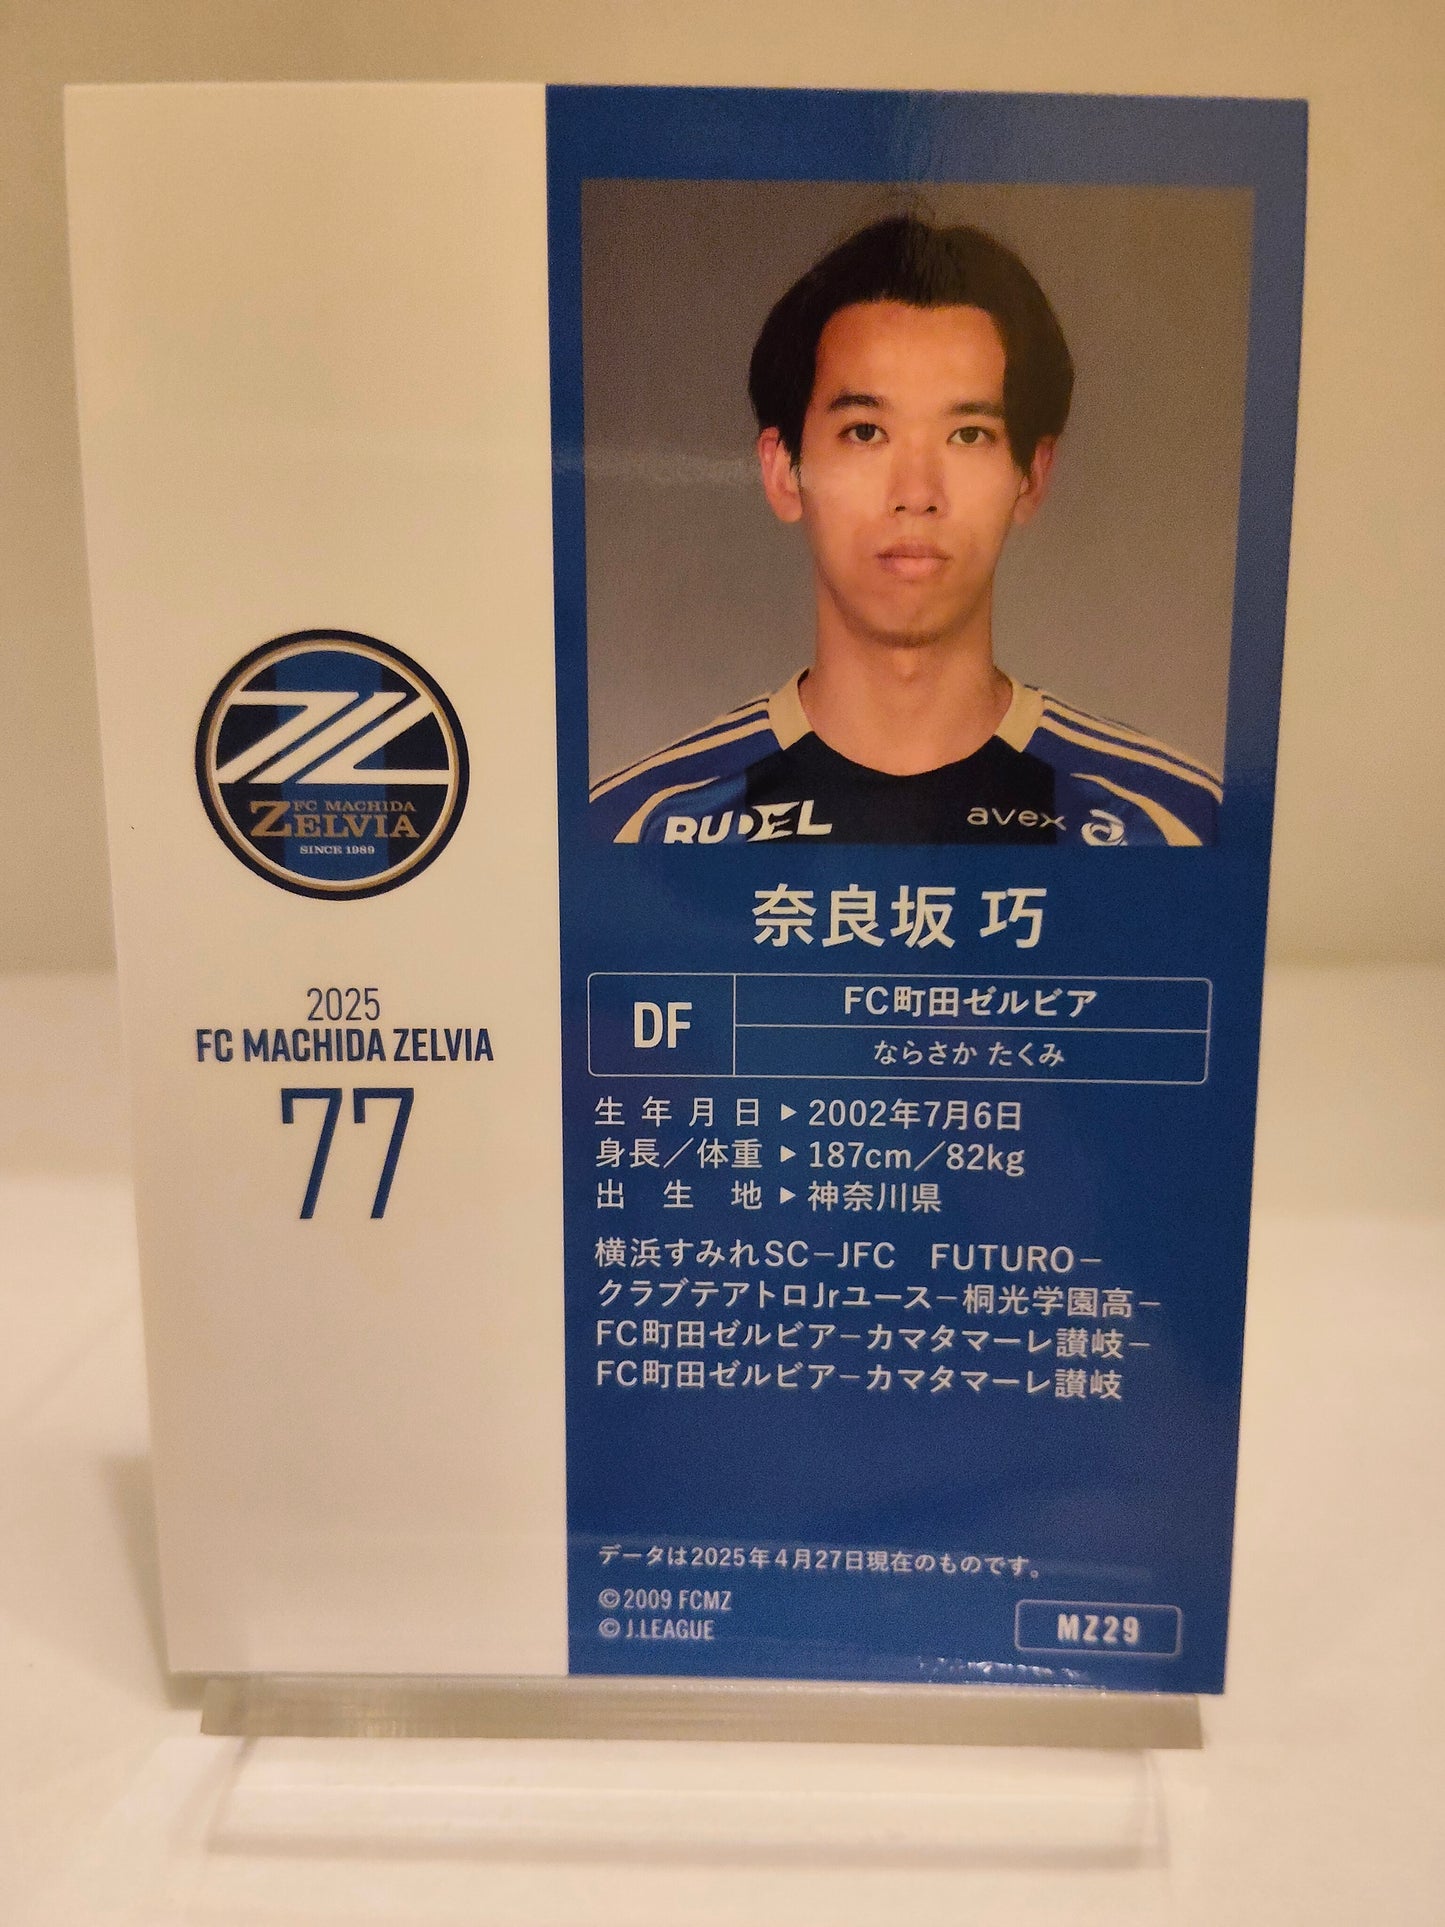 FC MACHIDA
ZELVIA
SINCE 1989
2025
FC MACHIDA ZELVIA
77
RUDEL
avex
奈良坂 巧
DF
FC町田ゼルビア
ならさか たくみ
生年月日▶2002年7月6日
身長／体重▶187cm／82kg
出生地▶神奈川県
横浜すみれSC−JFC　FUTURO−
クラブテアトロJrユース−桐光学園高−
FC町田ゼルビア−カマタマーレ讃岐−
FC町田ゼルビア−カマタマーレ讃岐
データは2025年4月27日現在のものです。
©2009 FCMZ
©J.LEAGUE
MZ29